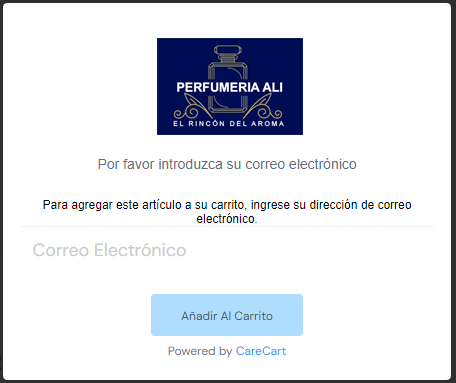 PERFUMERIA ALI
EL RINCÓN DEL AROMA
Por favor introduzca su correo electrónico
Para agregar este artículo a su carrito, ingrese su dirección de correo
electrónico.
Correo Electrónico
Añadir Al Carrito
Powered by CareCart